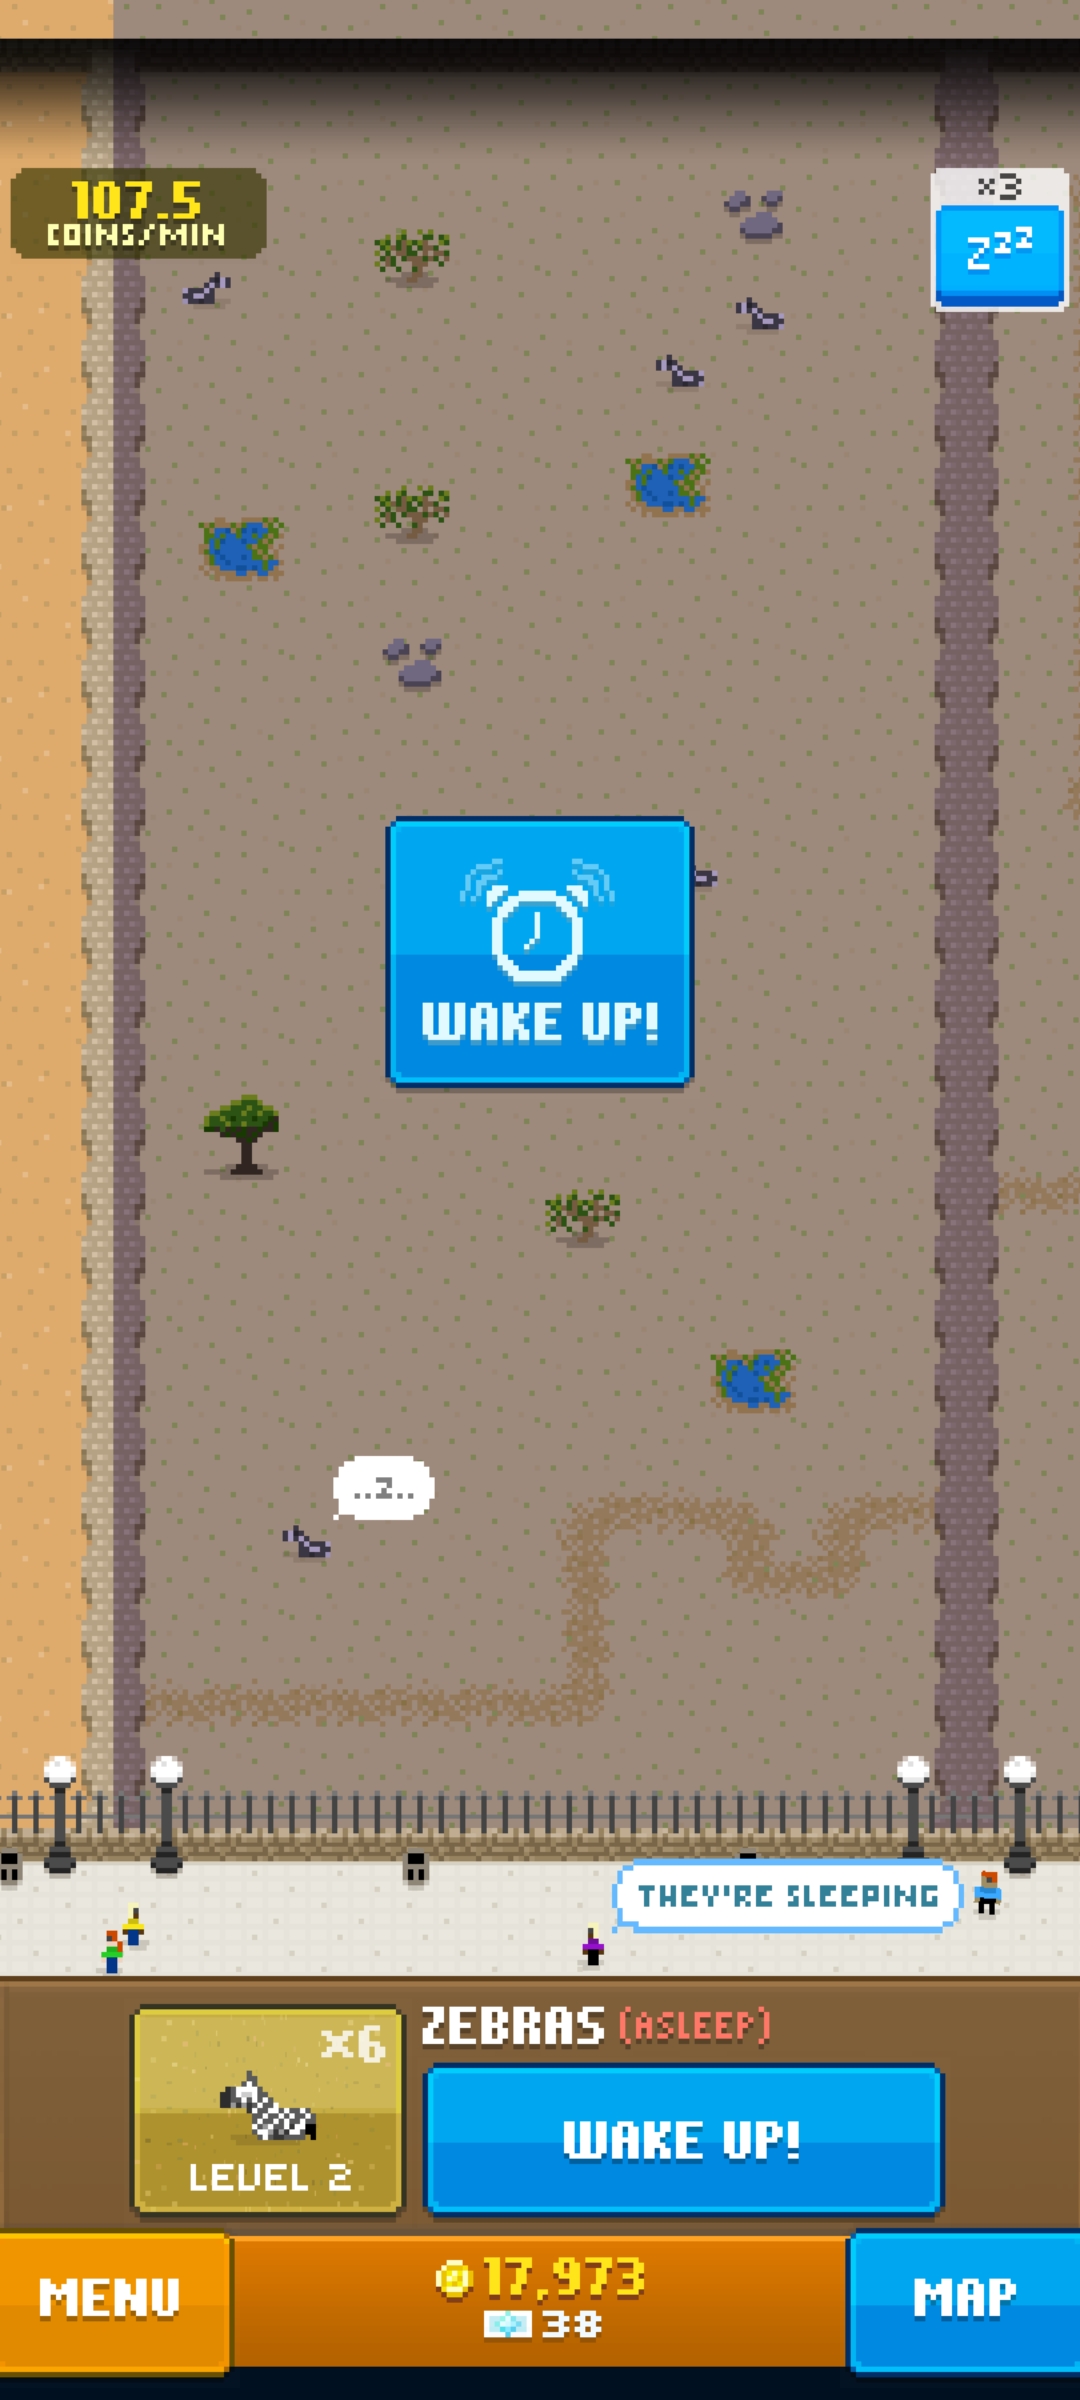 107.5
COINS/MIN
x3
zzz
WAKE UP!
..z..
THEY'RE SLEEPING
x6
LEVEL 2
ZEBRAS (ASLEEP)
WAKE UP!
MENU
17,973
38
MAP